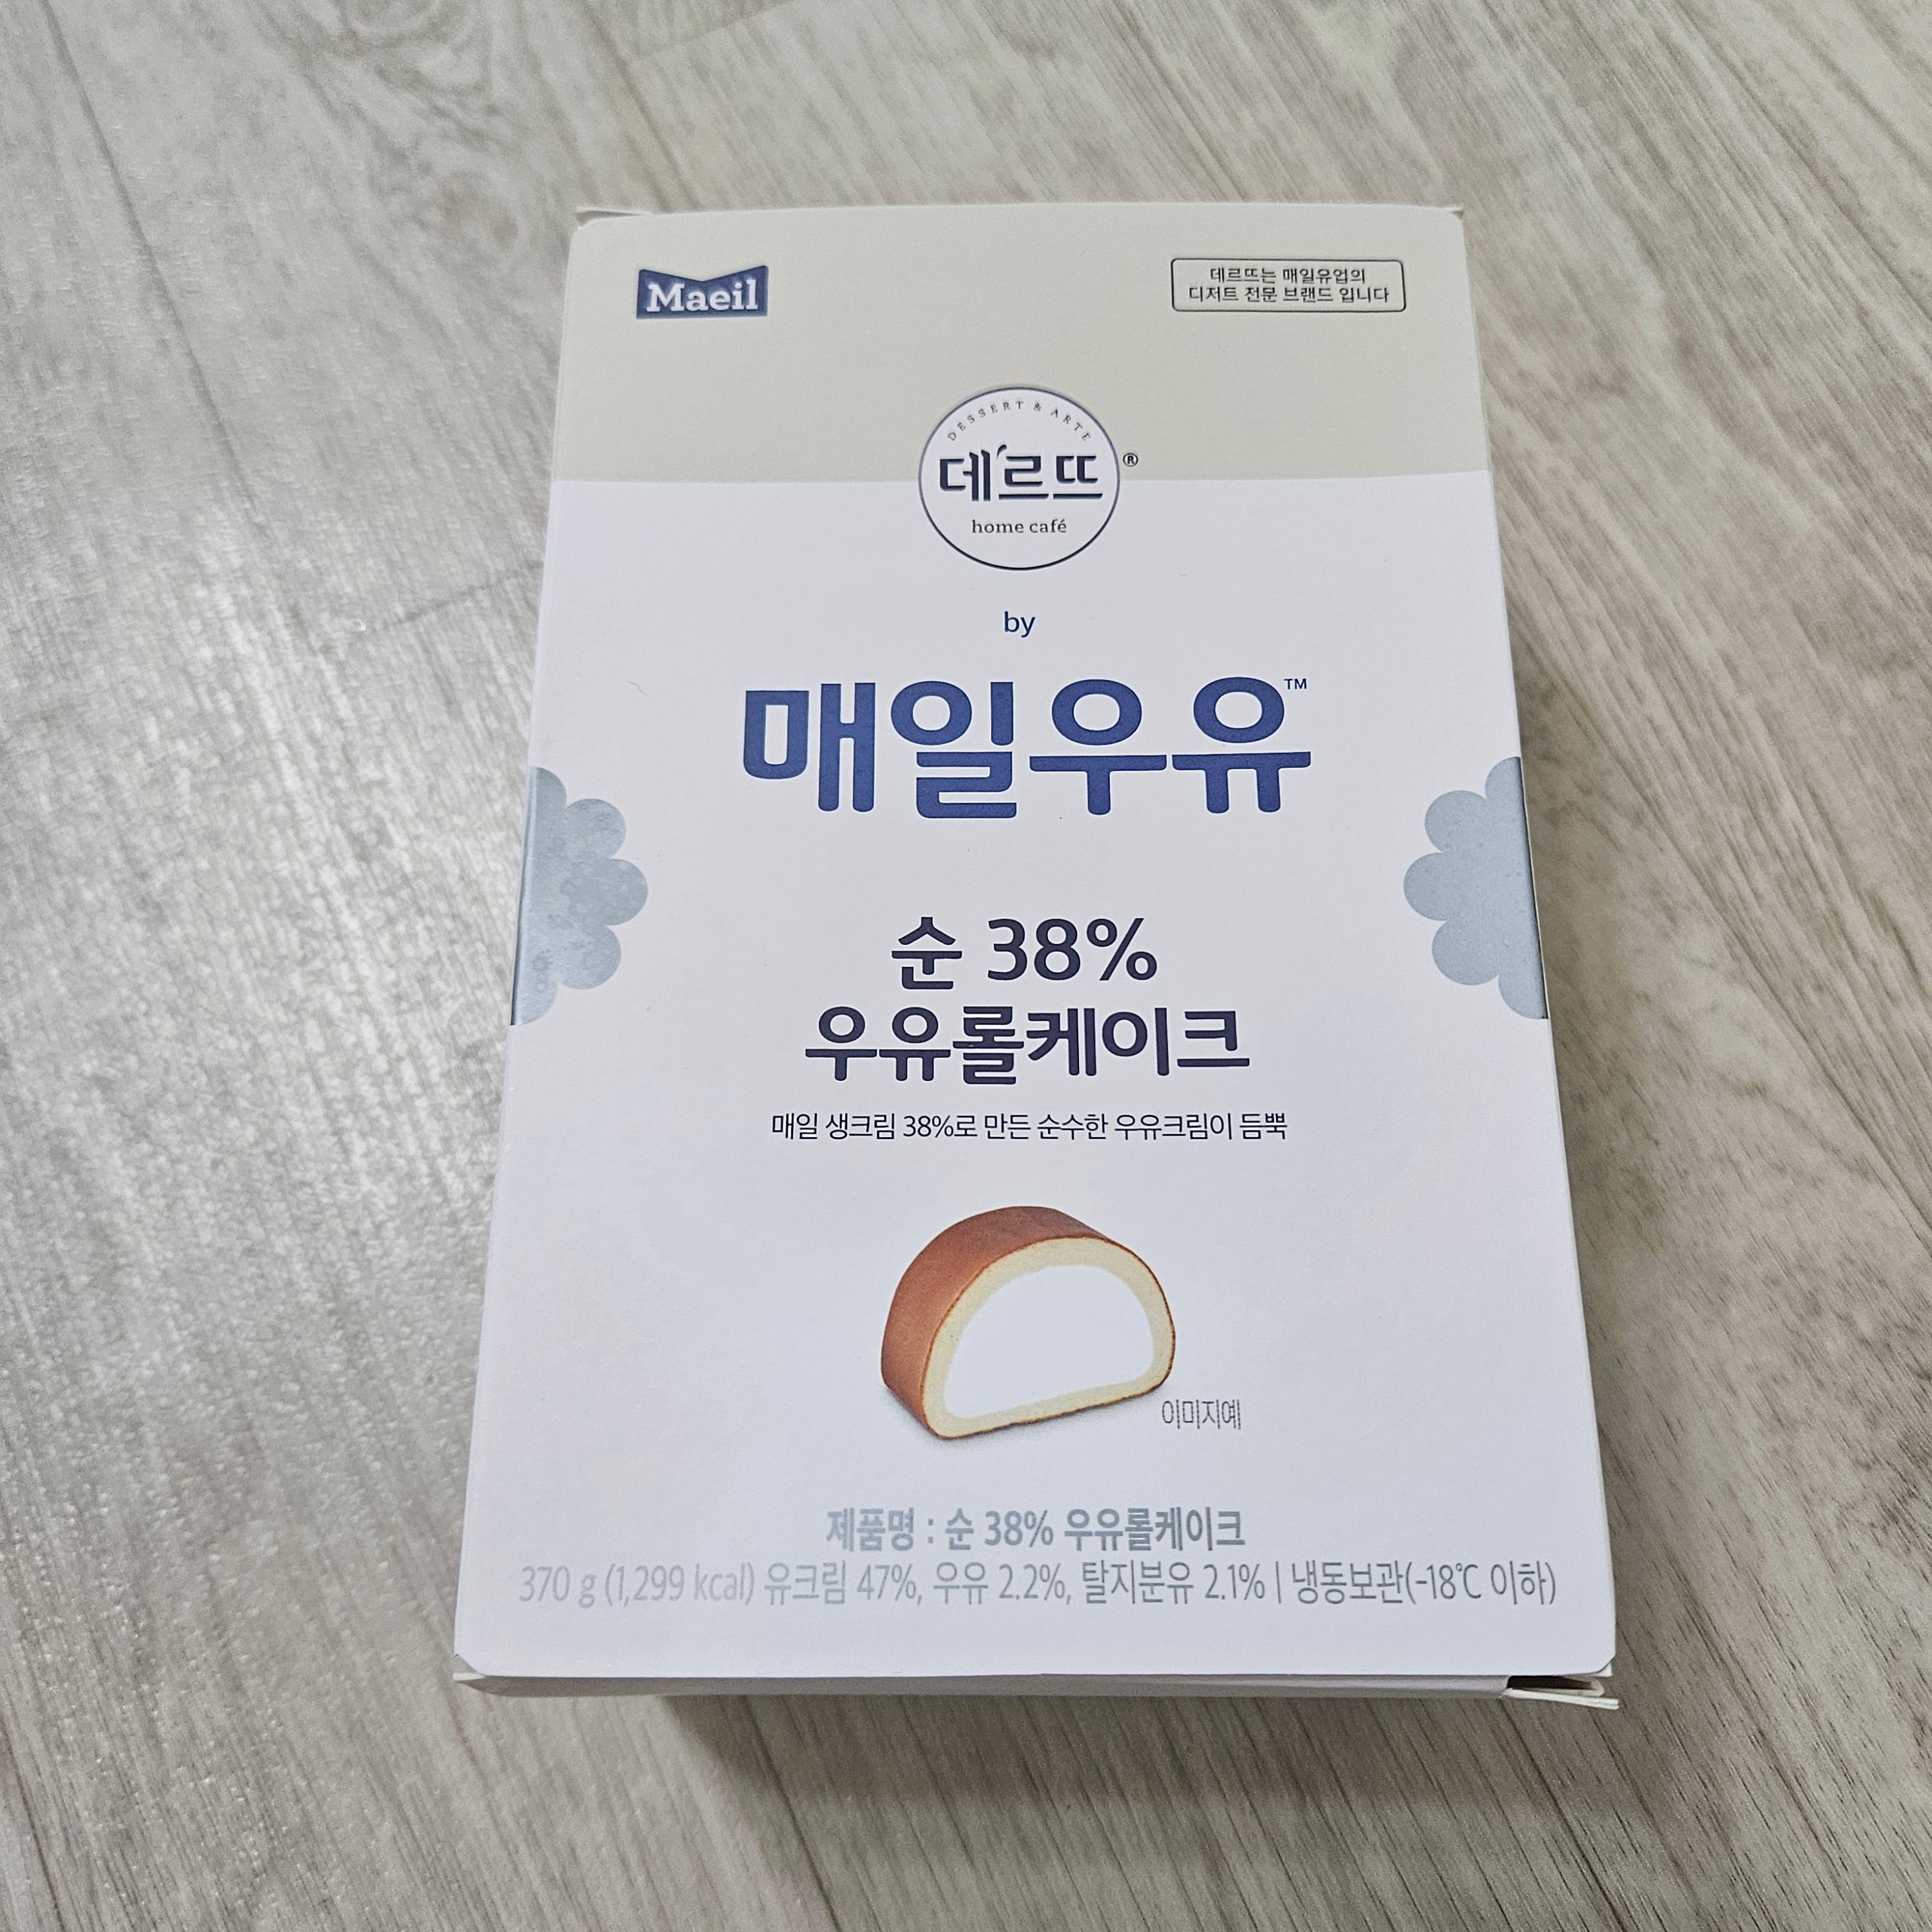 Maeil
데르뜨는 매일유업의
디저트 전문 브랜드 입니다
DESSERT & ARTE
데'르뜨®
home café
by
매일우유™
순 38%
우유롤케이크
매일 생크림 38%로 만든 순수한 우유크림이 듬뿍
이미지예
제품명 : 순 38% 우유롤케이크
370 g (1,299 kcal) 유크림 47%, 우유 2.2%, 탈지분유 2.1% | 냉동보관(-18℃ 이하)